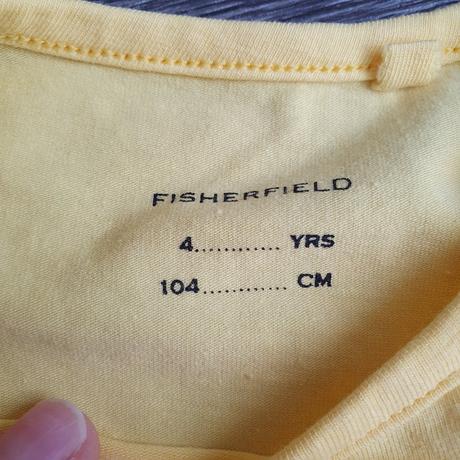 FISHERFIELD
4............ YRS
104............ CM